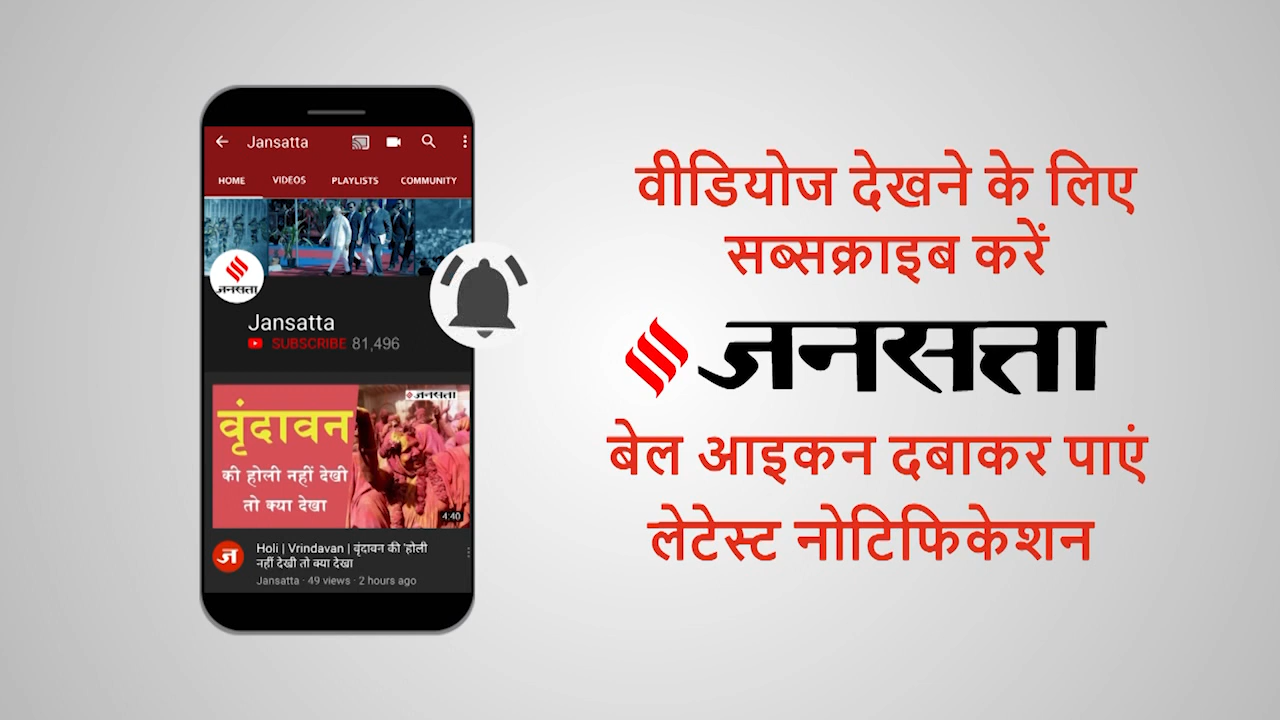 Jansatta
HOME VIDEOS PLAYLISTS COMMUNITY
जनसत्ता
Jansatta
SUBSCRIBE 81,496
जनसत्ता
वृंदावन
की होली नहीं देखी
तो क्या देखा
4:40
ज
Holi | Vrindavan | वृंदावन की 'होली
नहीं देखी तो क्या देखा
Jansatta · 49 views · 2 hours ago
वीडियोज देखने के लिए
सब्सक्राइब करें
जनसत्ता
बेल आइकन दबाकर पाएं
लेटेस्ट नोटिफिकेशन